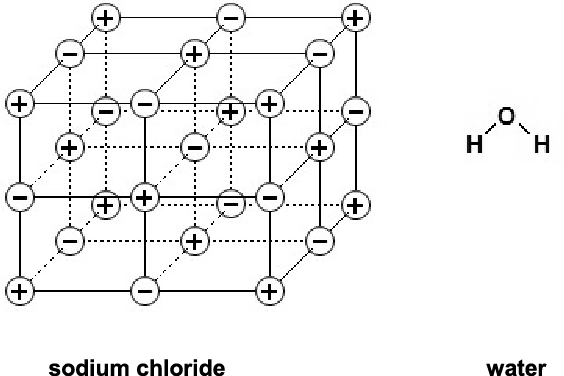 + − +
− + −
+ − +
− + −
+ − +
− + −
+ − +
− + −
+ − +
O
H H
sodium chloride
water